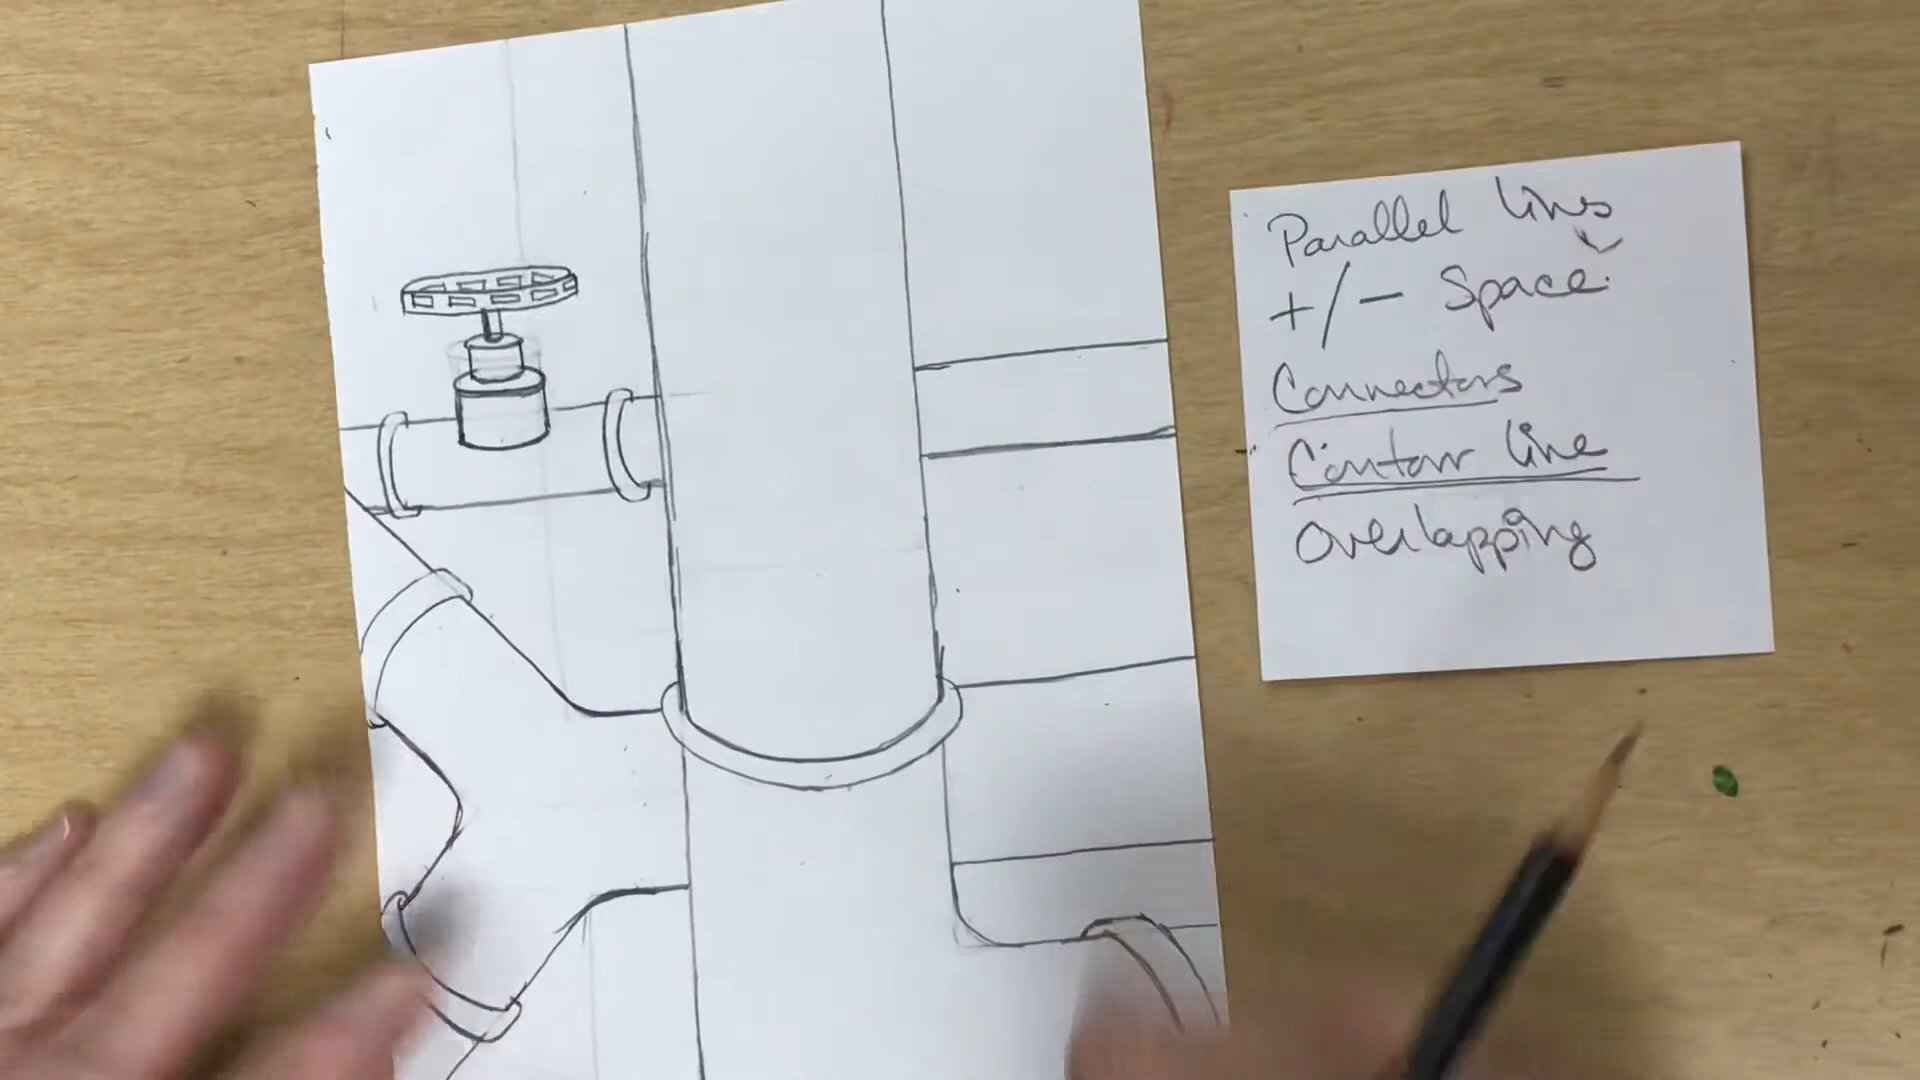 Parallel lines
+/- Space
Connectors
Contour line
Overlapping